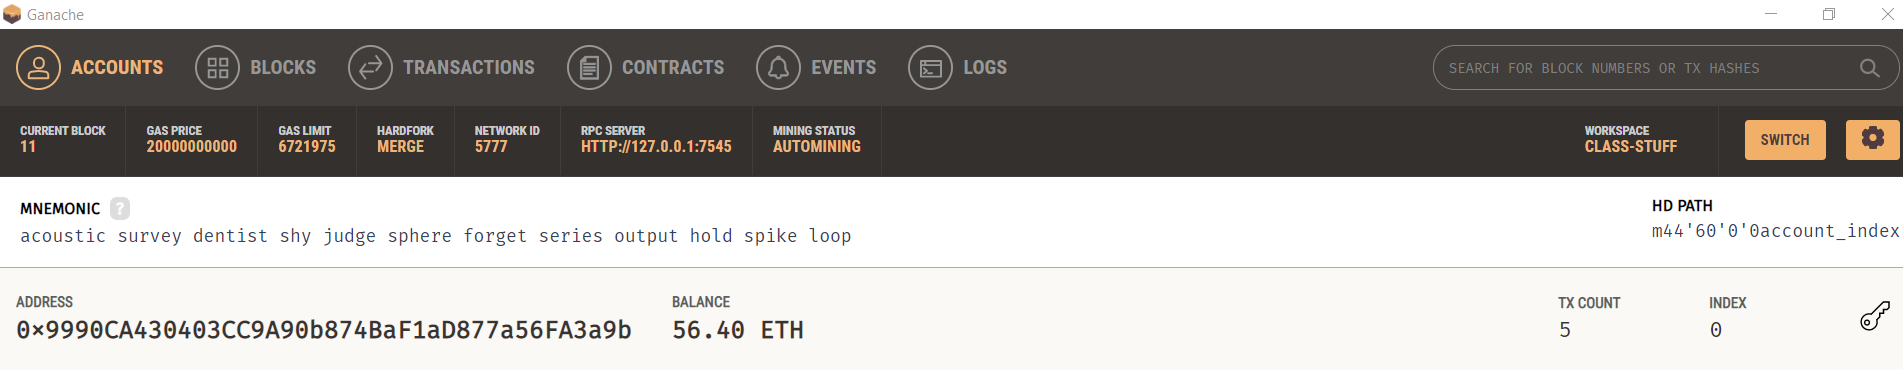 Ganache
ACCOUNTS BLOCKS TRANSACTIONS CONTRACTS EVENTS LOGS SEARCH FOR BLOCK NUMBERS OR TX HASHES
CURRENT BLOCK GAS PRICE GAS LIMIT HARDFORK NETWORK ID RPC SERVER MINING STATUS WORKSPACE
11 20000000000 6721975 MERGE 5777 HTTP://127.0.0.1:7545 AUTOMINING CLASS-STUFF SWITCH
MNEMONIC ? HD PATH
acoustic survey dentist shy judge sphere forget series output hold spike loop m44'60'0'0account_index
ADDRESS BALANCE TX COUNT INDEX
0×9990CA430403CC9A90b874BaF1aD877a56FA3a9b 56.40 ETH 5 0